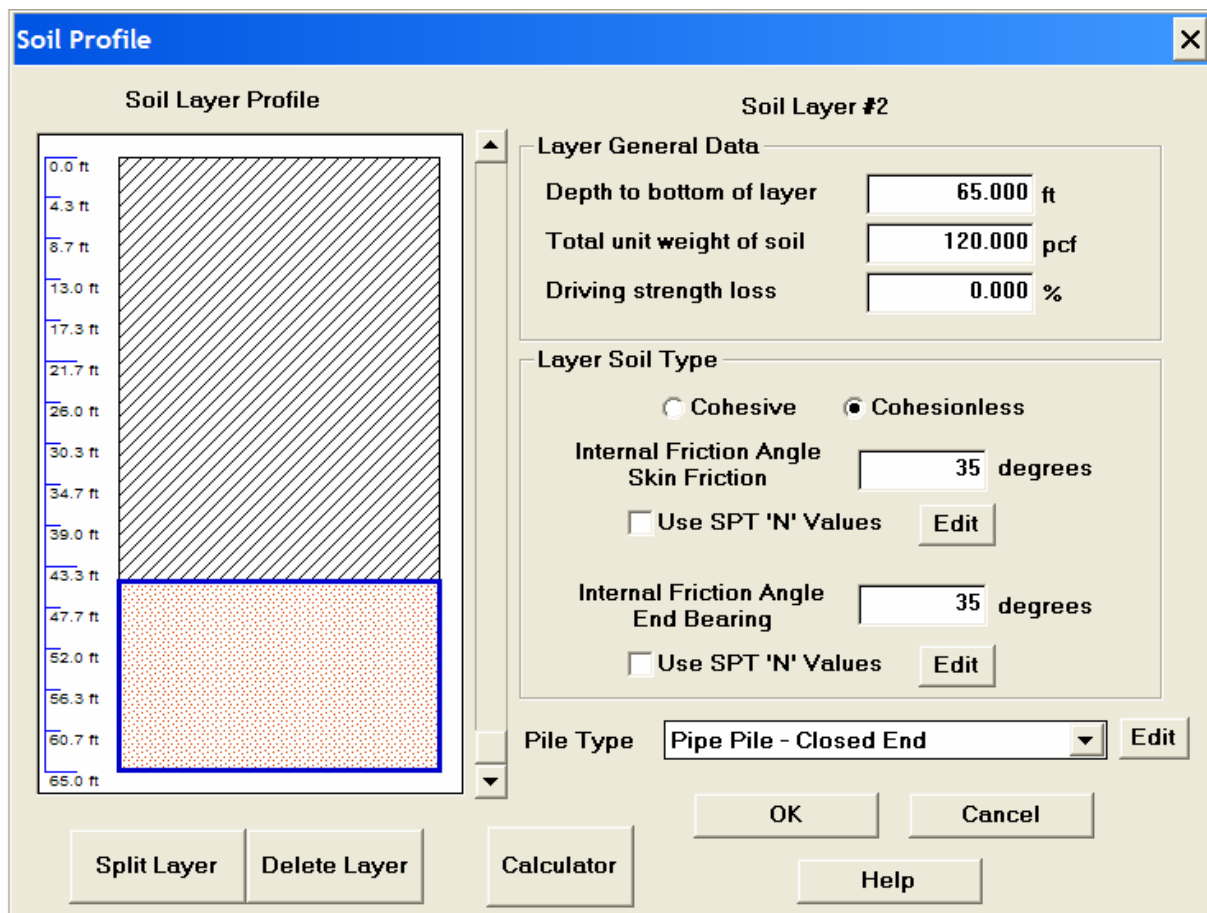 Soil Profile
Soil Layer Profile
0.0 ft
4.3 ft
8.7 ft
13.0 ft
17.3 ft
21.7 ft
26.0 ft
30.3 ft
34.7 ft
39.0 ft
43.3 ft
47.7 ft
52.0 ft
56.3 ft
60.7 ft
65.0 ft
Split Layer
Delete Layer
Calculator
Soil Layer #2
Layer General Data
Depth to bottom of layer 65.000 ft
Total unit weight of soil 120.000 pcf
Driving strength loss 0.000 %
Layer Soil Type
Cohesive Cohesionless
Internal Friction Angle
Skin Friction 35 degrees
Use SPT 'N' Values Edit
Internal Friction Angle
End Bearing 35 degrees
Use SPT 'N' Values Edit
Pile Type Pipe Pile - Closed End Edit
OK Cancel
Help